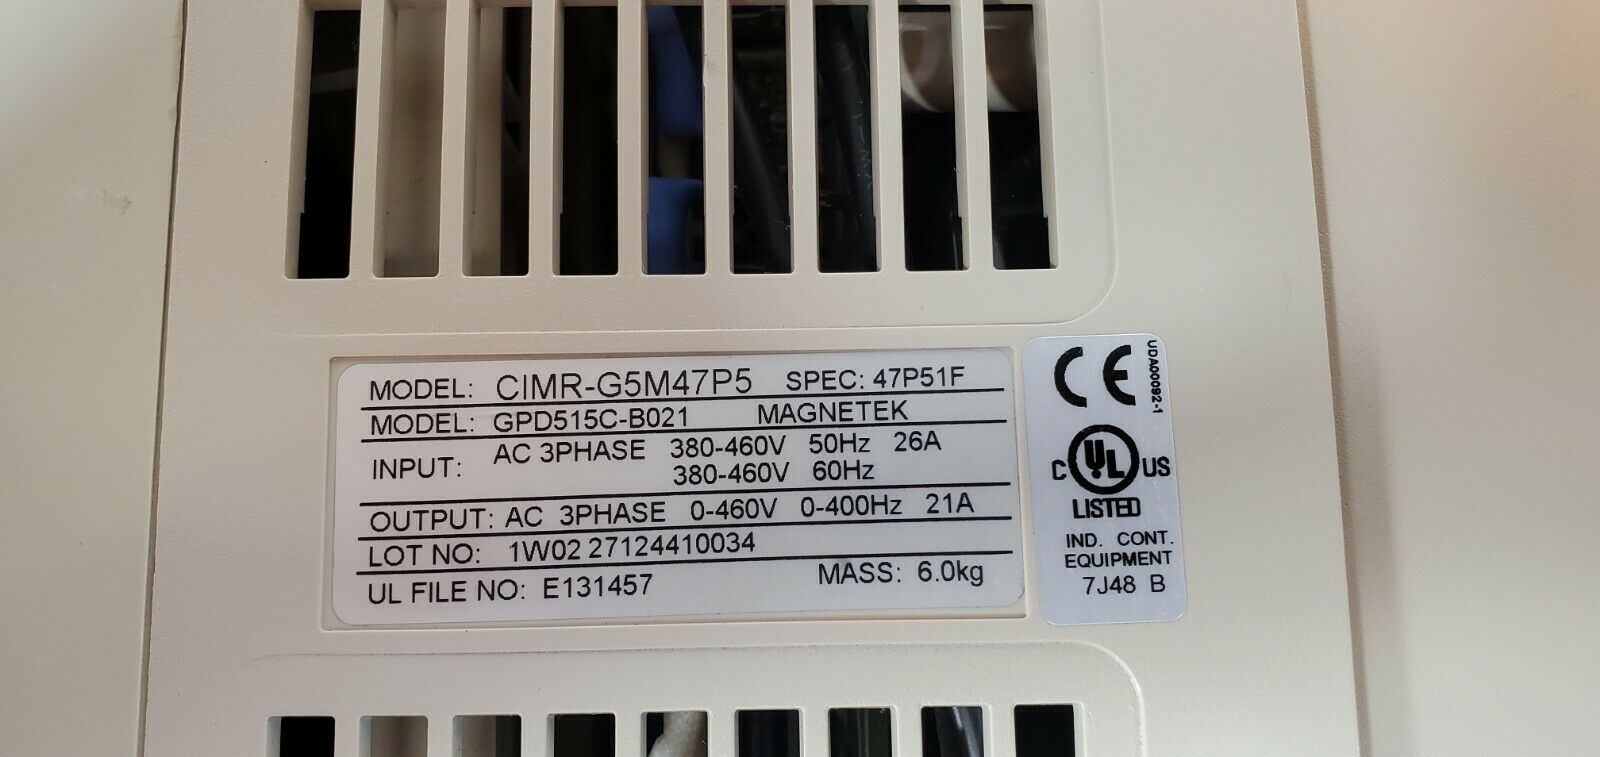 MODEL: CIMR-G5M47P5 SPEC: 47P51F
MODEL: GPD515C-B021 MAGNETEK
INPUT: AC 3PHASE 380-460V 50Hz 26A
380-460V 60Hz
OUTPUT: AC 3PHASE 0-460V 0-400Hz 21A
LOT NO: 1W02 27124410034
UL FILE NO: E131457 MASS: 6.0kg
CE
UDA00092-1
C UL US
LISTED
IND. CONT.
EQUIPMENT
7J48 B